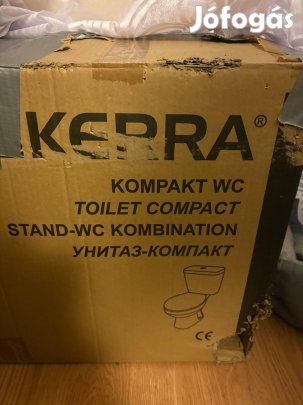 Jófogás
KERRA®
KOMPAKT WC
TOILET COMPACT
STAND-WC KOMBINATION
УНИТАЗ-КОМПАКТ
CE